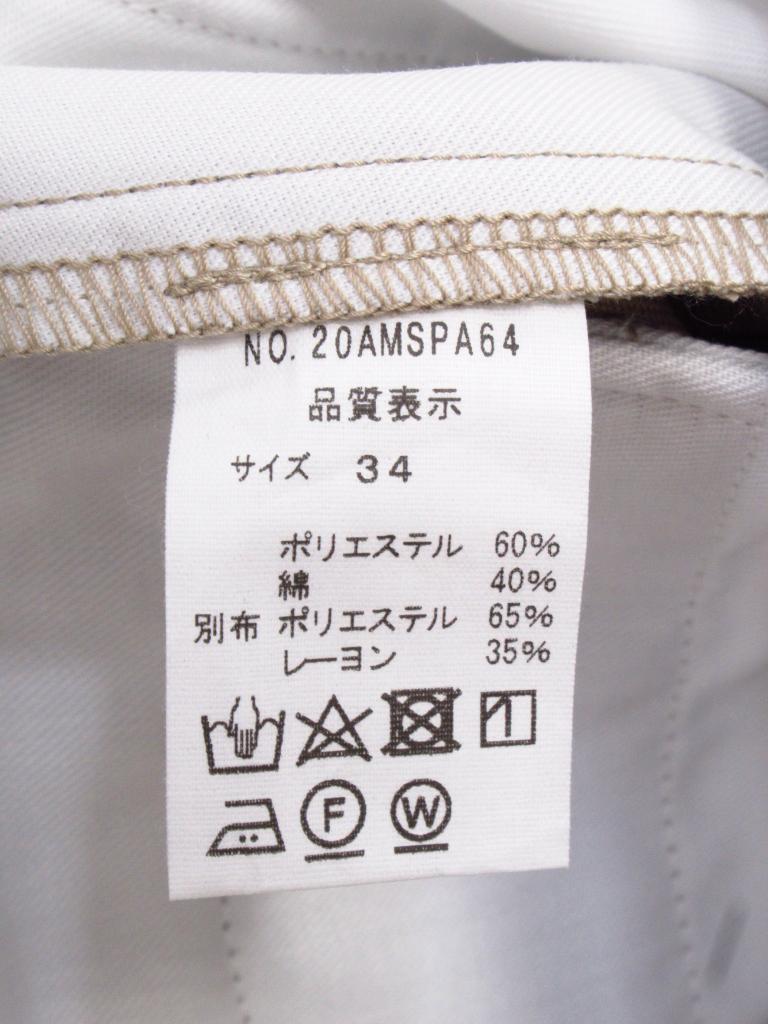 NO. 20AMSPA64
品質表示
サイズ 34
ポリエステル 60%
綿 40%
別布 ポリエステル 65%
レーヨン 35%
F W